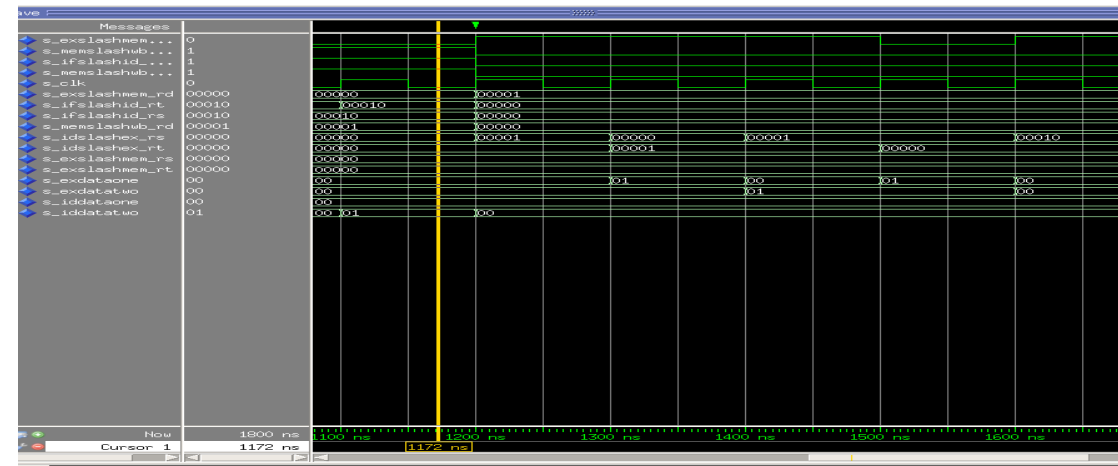 ave
Messages
s_exslashmem... 0
s_memslashwb... 1
s_ifslashid_... 1
s_memslashwb... 1
s_clk 0
s_exslashmem_rd 00000 00000 00001
s_ifslashid_rt 00010 00010 00000
s_ifslashid_rs 00010 00010 00000
s_memslashwb_rd 00001 00001 00000
s_idslashex_rs 00000 00000 00001 00000 00001 00010
s_idslashex_rt 00000 00000 00001 00000
s_exslashmem_rs 00000 00000
s_exslashmem_rt 00000 00000
s_exdataone 00 00 01 00 01 00
s_exdatatwo 00 00 01 00
s_iddataone 00 00
s_iddatatwo 01 00 01 00
Now 1800 ns 1100 ns 1200 ns 1300 ns 1400 ns 1500 ns 1600 ns
Cursor 1 1172 ns 1172 ns